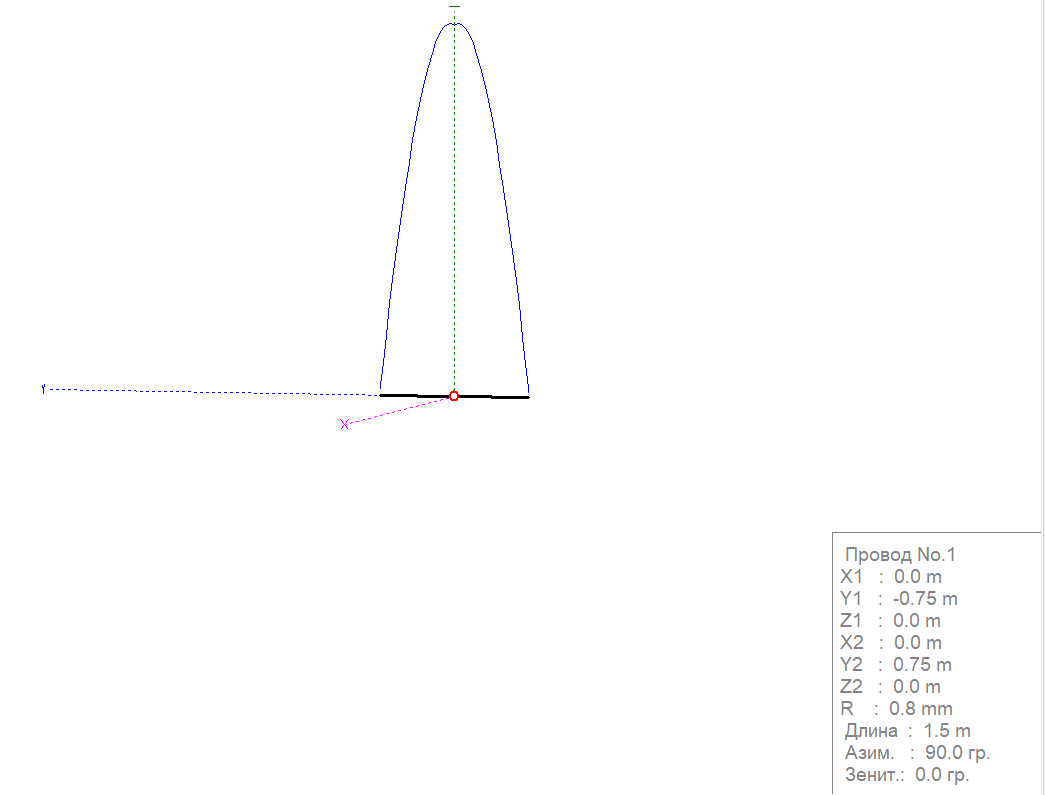 Y
X
Провод No.1
X1 : 0.0 m
Y1 : -0.75 m
Z1 : 0.0 m
X2 : 0.0 m
Y2 : 0.75 m
Z2 : 0.0 m
R : 0.8 mm
Длина : 1.5 m
Азим. : 90.0 гр.
Зенит.: 0.0 гр.